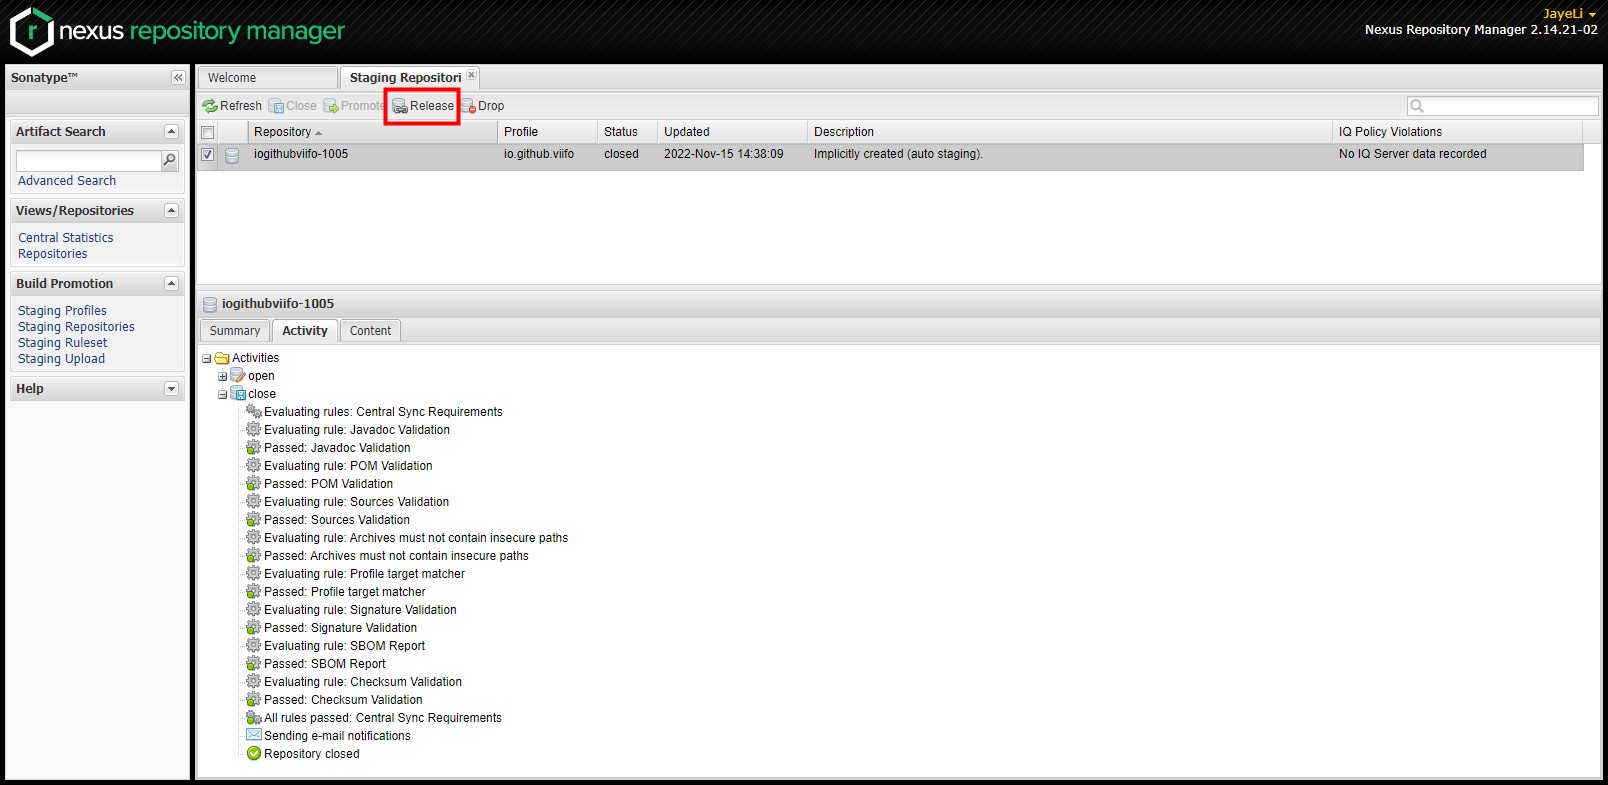 nexus repository manager
JayeLi
Nexus Repository Manager 2.14.21-02
Sonatype™
Welcome
Staging Repositori
Refresh Close Promote Release Drop
Artifact Search
Advanced Search
Views/Repositories
Central Statistics
Repositories
Build Promotion
Staging Profiles
Staging Repositories
Staging Ruleset
Staging Upload
Help
Repository Profile Status Updated Description IQ Policy Violations
iogithubviifo-1005 io.github.viifo closed 2022-Nov-15 14:38:09 Implicitly created (auto staging). No IQ Server data recorded
iogithubviifo-1005
Summary Activity Content
Activities
open
close
Evaluating rules: Central Sync Requirements
Evaluating rule: Javadoc Validation
Passed: Javadoc Validation
Evaluating rule: POM Validation
Passed: POM Validation
Evaluating rule: Sources Validation
Passed: Sources Validation
Evaluating rule: Archives must not contain insecure paths
Passed: Archives must not contain insecure paths
Evaluating rule: Profile target matcher
Passed: Profile target matcher
Evaluating rule: Signature Validation
Passed: Signature Validation
Evaluating rule: SBOM Report
Passed: SBOM Report
Evaluating rule: Checksum Validation
Passed: Checksum Validation
All rules passed: Central Sync Requirements
Sending e-mail notifications
Repository closed